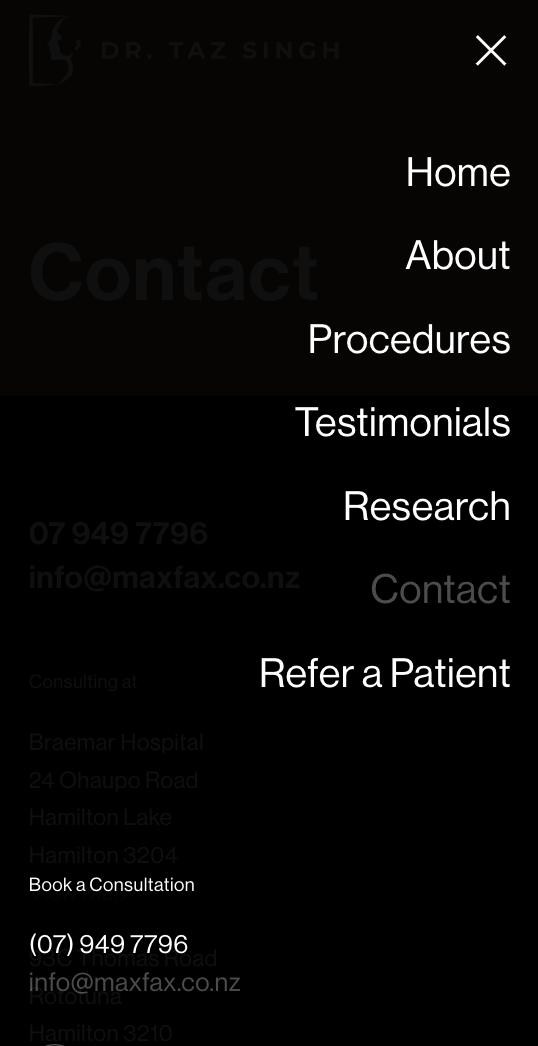 DR. TAZ SINGH
Home
Contact
About
Procedures
Testimonials
Research
07 949 7796
info@maxfax.co.nz
Contact
Refer a Patient
Consulting at
Braemar Hospital
24 Ohaupo Road
Hamilton Lake
Hamilton 3204
Book a Consultation
(07) 949 7796
93C Thomas Road
info@maxfax.co.nz
Rototuna
Hamilton 3210